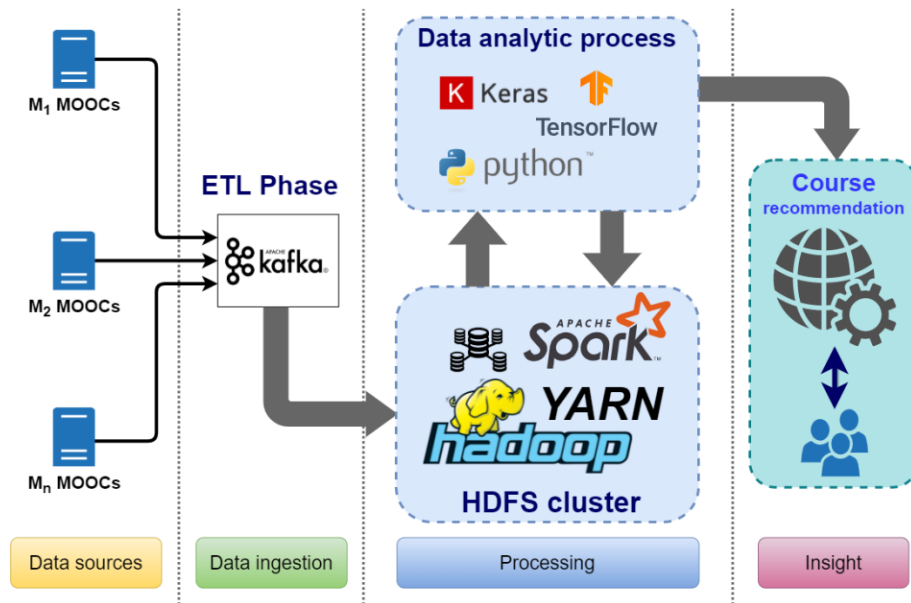 M1 MOOCs
M2 MOOCs
Mn MOOCs
Data sources
ETL Phase
APACHE
kafka®
Data ingestion
Data analytic process
K Keras
TensorFlow
python™
APACHE
Spark™
YARN
hadoop
HDFS cluster
Processing
Course
recommendation
Insight